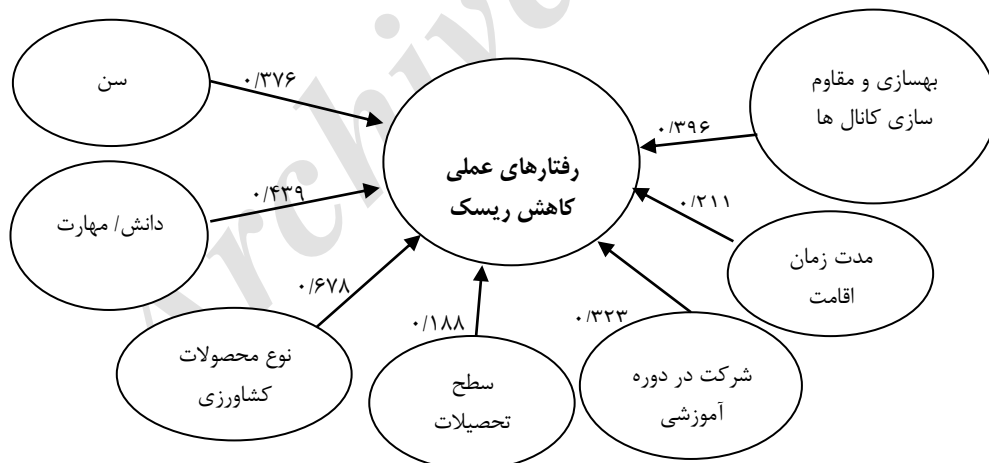 سن
۰/۳۷۶
بهسازی و مقاوم
سازی کانال ها
۰/۳۹۶
رفتارهای عملی
کاهش ریسک
دانش/ مهارت
۰/۴۳۹
۰/۲۱۱
مدت زمان
اقامت
۰/۶۷۸
نوع محصولات
کشاورزی
۰/۱۸۸
سطح
تحصیلات
۰/۳۲۳
شرکت در دوره
آموزشی
Archive